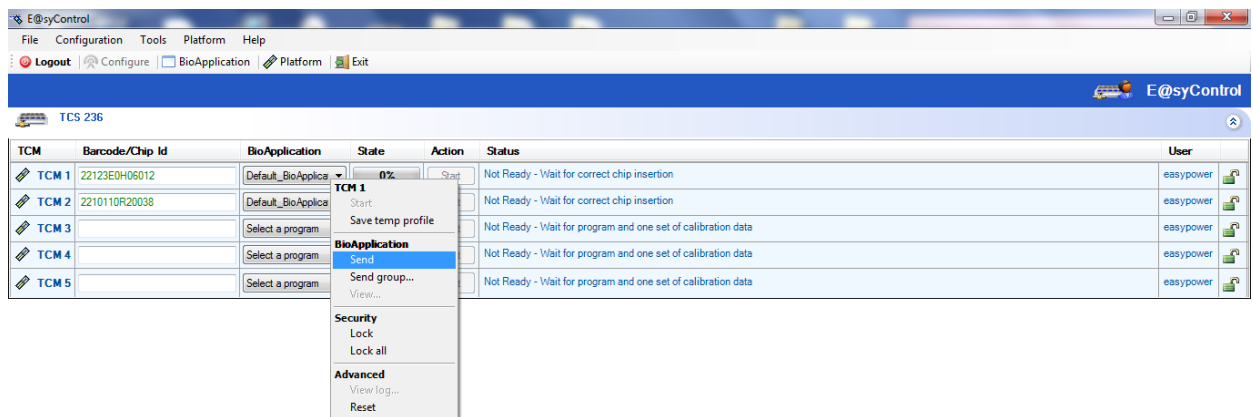 E@syControl
File Configuration Tools Platform Help
Logout Configure BioApplication Platform Exit
E@syControl
TCS 236
TCM Barcode/Chip Id BioApplication State Action Status User
TCM 1 22123E0H06012 Default_BioApplica 0% Start Not Ready - Wait for correct chip insertion easypower
TCM 2 2210110R20038 Default_BioApplica Not Ready - Wait for correct chip insertion easypower
TCM 3 Select a program Not Ready - Wait for program and one set of calibration data easypower
TCM 4 Select a program Not Ready - Wait for program and one set of calibration data easypower
TCM 5 Select a program Not Ready - Wait for program and one set of calibration data easypower
TCM 1
Start
Save temp profile
BioApplication
Send
Send group...
View...
Security
Lock
Lock all
Advanced
View log...
Reset